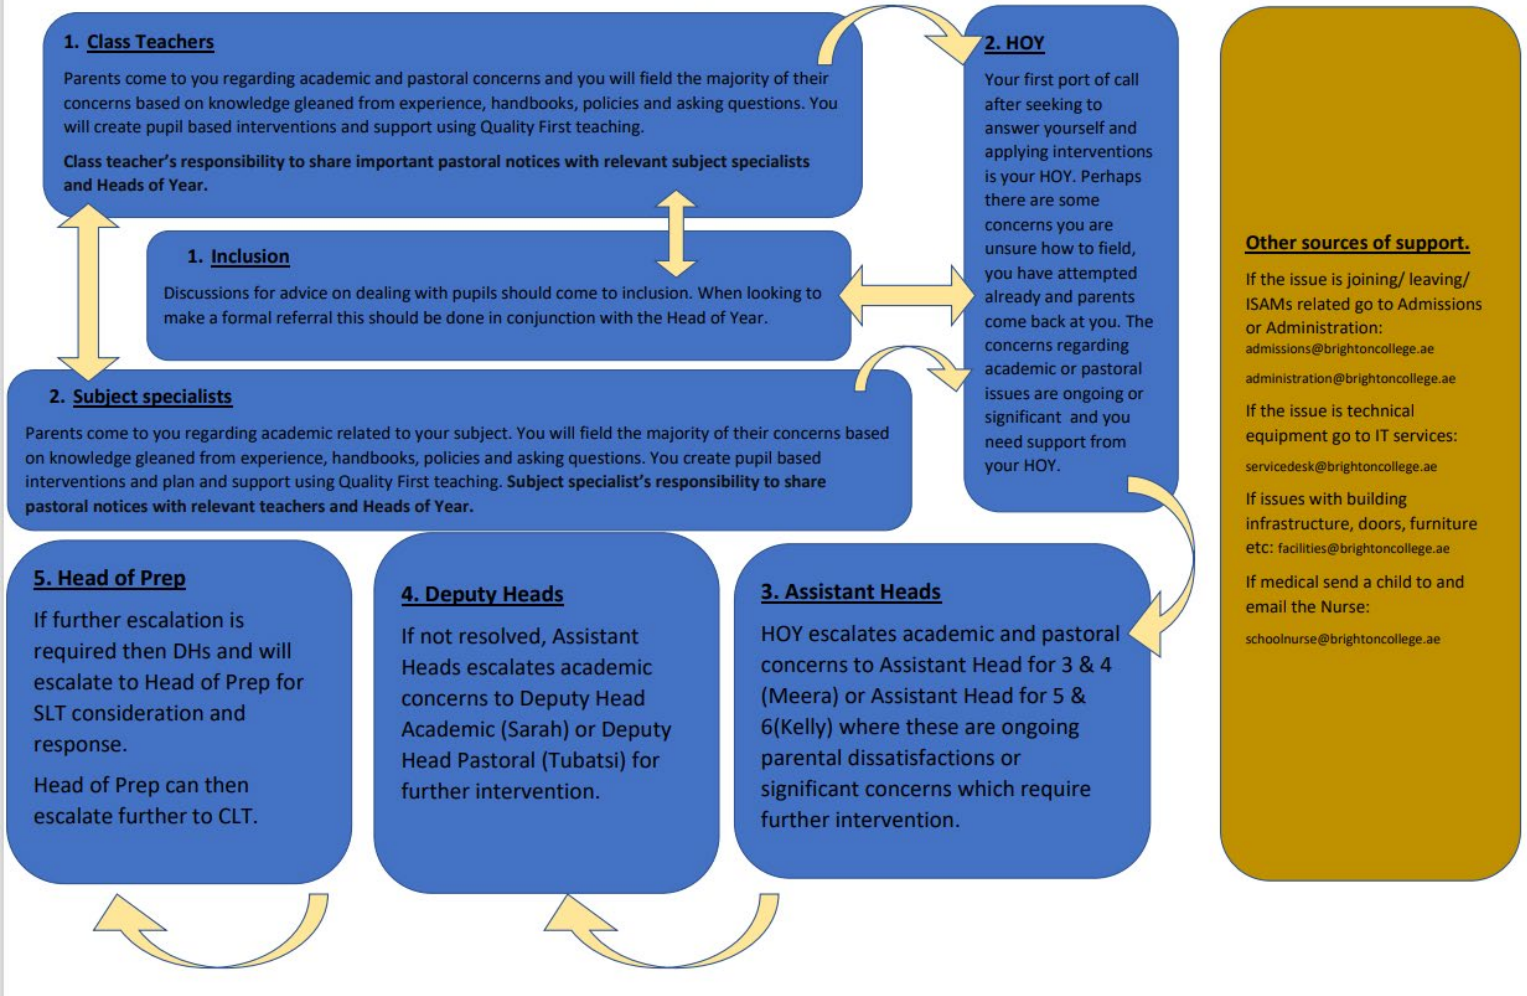 1. Class Teachers
Parents come to you regarding academic and pastoral concerns and you will field the majority of their
concerns based on knowledge gleaned from experience, handbooks, policies and asking questions. You
will create pupil based interventions and support using Quality First teaching.
Class teacher's responsibility to share important pastoral notices with relevant subject specialists
and Heads of Year.
1. Inclusion
Discussions for advice on dealing with pupils should come to inclusion. When looking to
make a formal referral this should be done in conjunction with the Head of Year.
2. Subject specialists
Parents come to you regarding academic related to your subject. You will field the majority of their concerns based
on knowledge gleaned from experience, handbooks, policies and asking questions. You create pupil based
interventions and plan and support using Quality First teaching. Subject specialist's responsibility to share
pastoral notices with relevant teachers and Heads of Year.
2. HOY
Your first port of call
after seeking to
answer yourself and
applying interventions
is your HOY. Perhaps
there are some
concerns you are
unsure how to field,
you have attempted
already and parents
come back at you. The
concerns regarding
academic or pastoral
issues are ongoing or
significant and you
need support from
your HOY.
3. Assistant Heads
HOY escalates academic and pastoral
concerns to Assistant Head for 3 & 4
(Meera) or Assistant Head for 5 &
6(Kelly) where these are ongoing
parental dissatisfactions or
significant concerns which require
further intervention.
4. Deputy Heads
If not resolved, Assistant
Heads escalates academic
concerns to Deputy Head
Academic (Sarah) or Deputy
Head Pastoral (Tubatsi) for
further intervention.
5. Head of Prep
If further escalation is
required then DHs and will
escalate to Head of Prep for
SLT consideration and
response.
Head of Prep can then
escalate further to CLT.
Other sources of support.
If the issue is joining/ leaving/
ISAMs related go to Admissions
or Administration:
admissions@brightoncollege.ae
administration@brightoncollege.ae
If the issue is technical
equipment go to IT services:
servicedesk@brightoncollege.ae
If issues with building
infrastructure, doors, furniture
etc: facilities@brightoncollege.ae
If medical send a child to and
email the Nurse:
schoolnurse@brightoncollege.ae